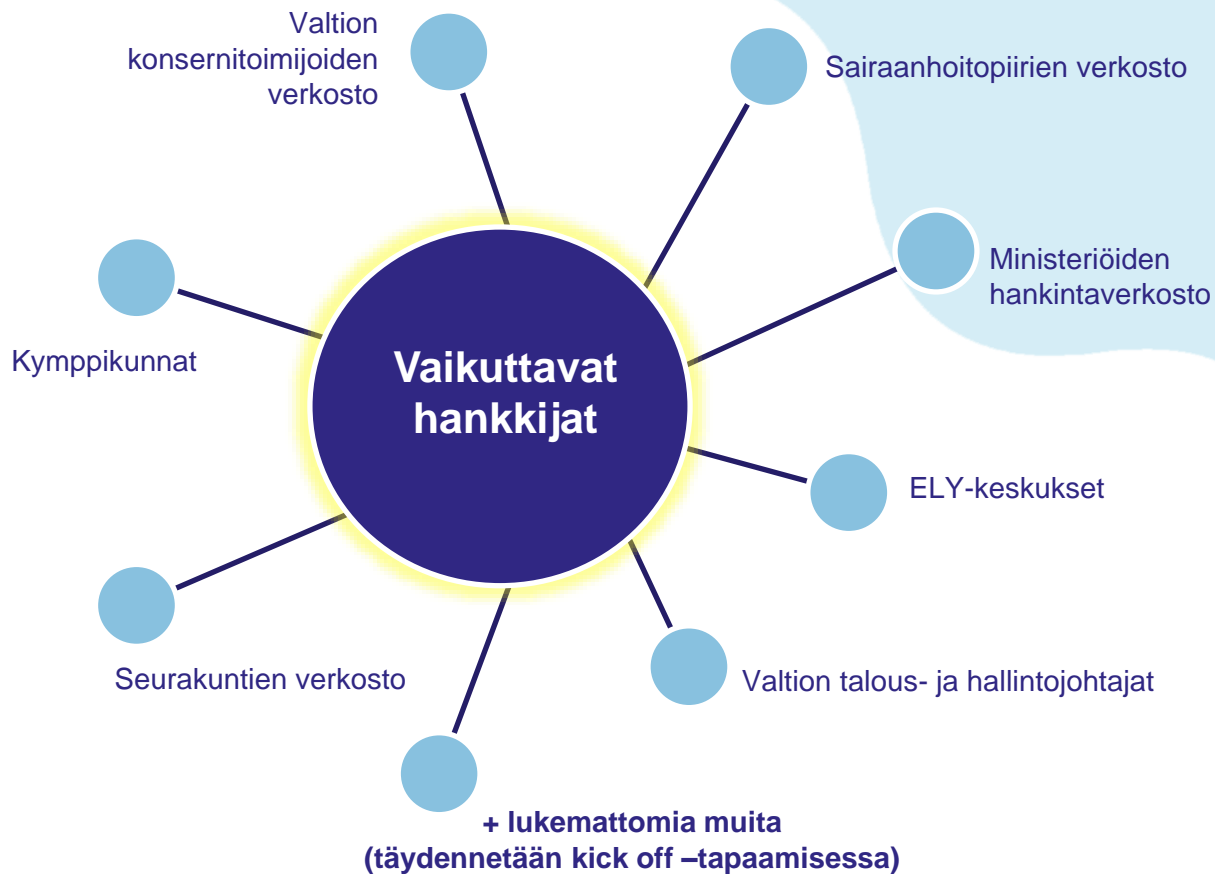 Valtion
konsernitoimijoiden
verkosto
Sairaanhoitopiirien verkosto
Ministeriöiden
hankintaverkosto
Kymppikunnat
Vaikuttavat
hankkijat
ELY-keskukset
Seurakuntien verkosto
Valtion talous- ja hallintojohtajat
+ lukemattomia muita
(täydennetään kick off –tapaamisessa)